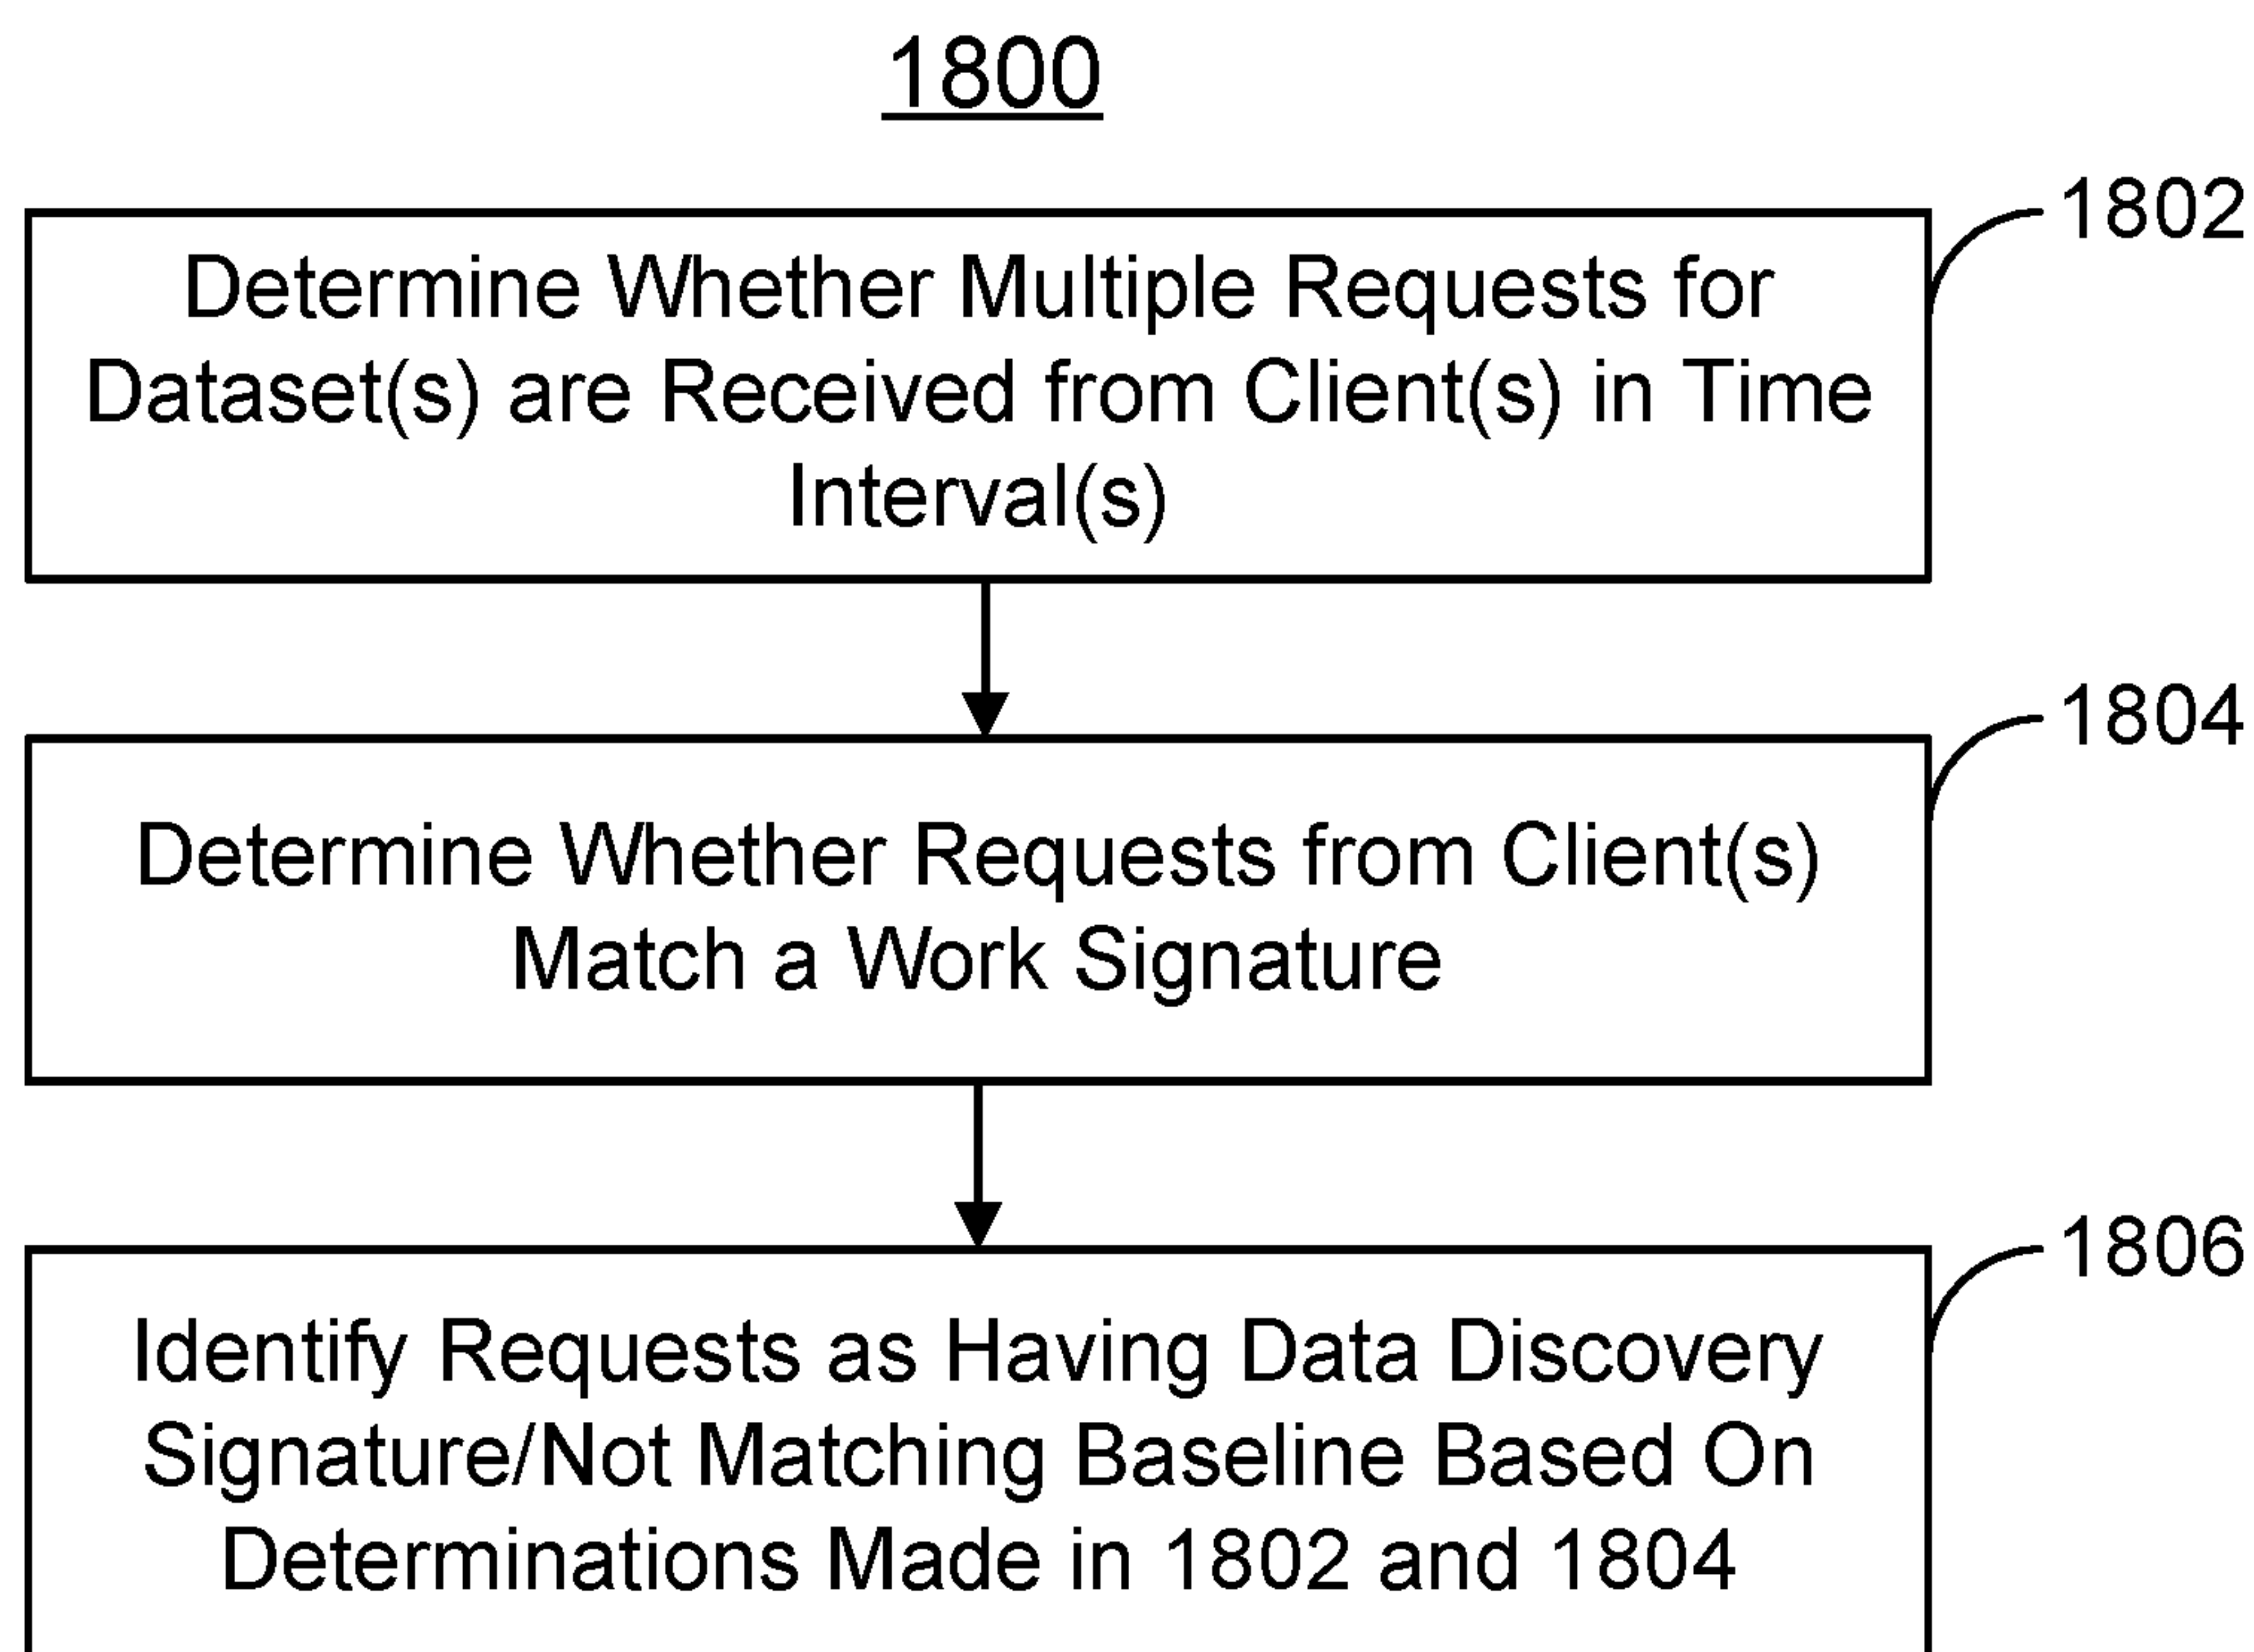 1800
1802
Determine Whether Multiple Requests for
Dataset(s) are Received from Client(s) in Time
Interval(s)
1804
Determine Whether Requests from Client(s)
Match a Work Signature
1806
Identify Requests as Having Data Discovery
Signature/Not Matching Baseline Based On
Determinations Made in 1802 and 1804